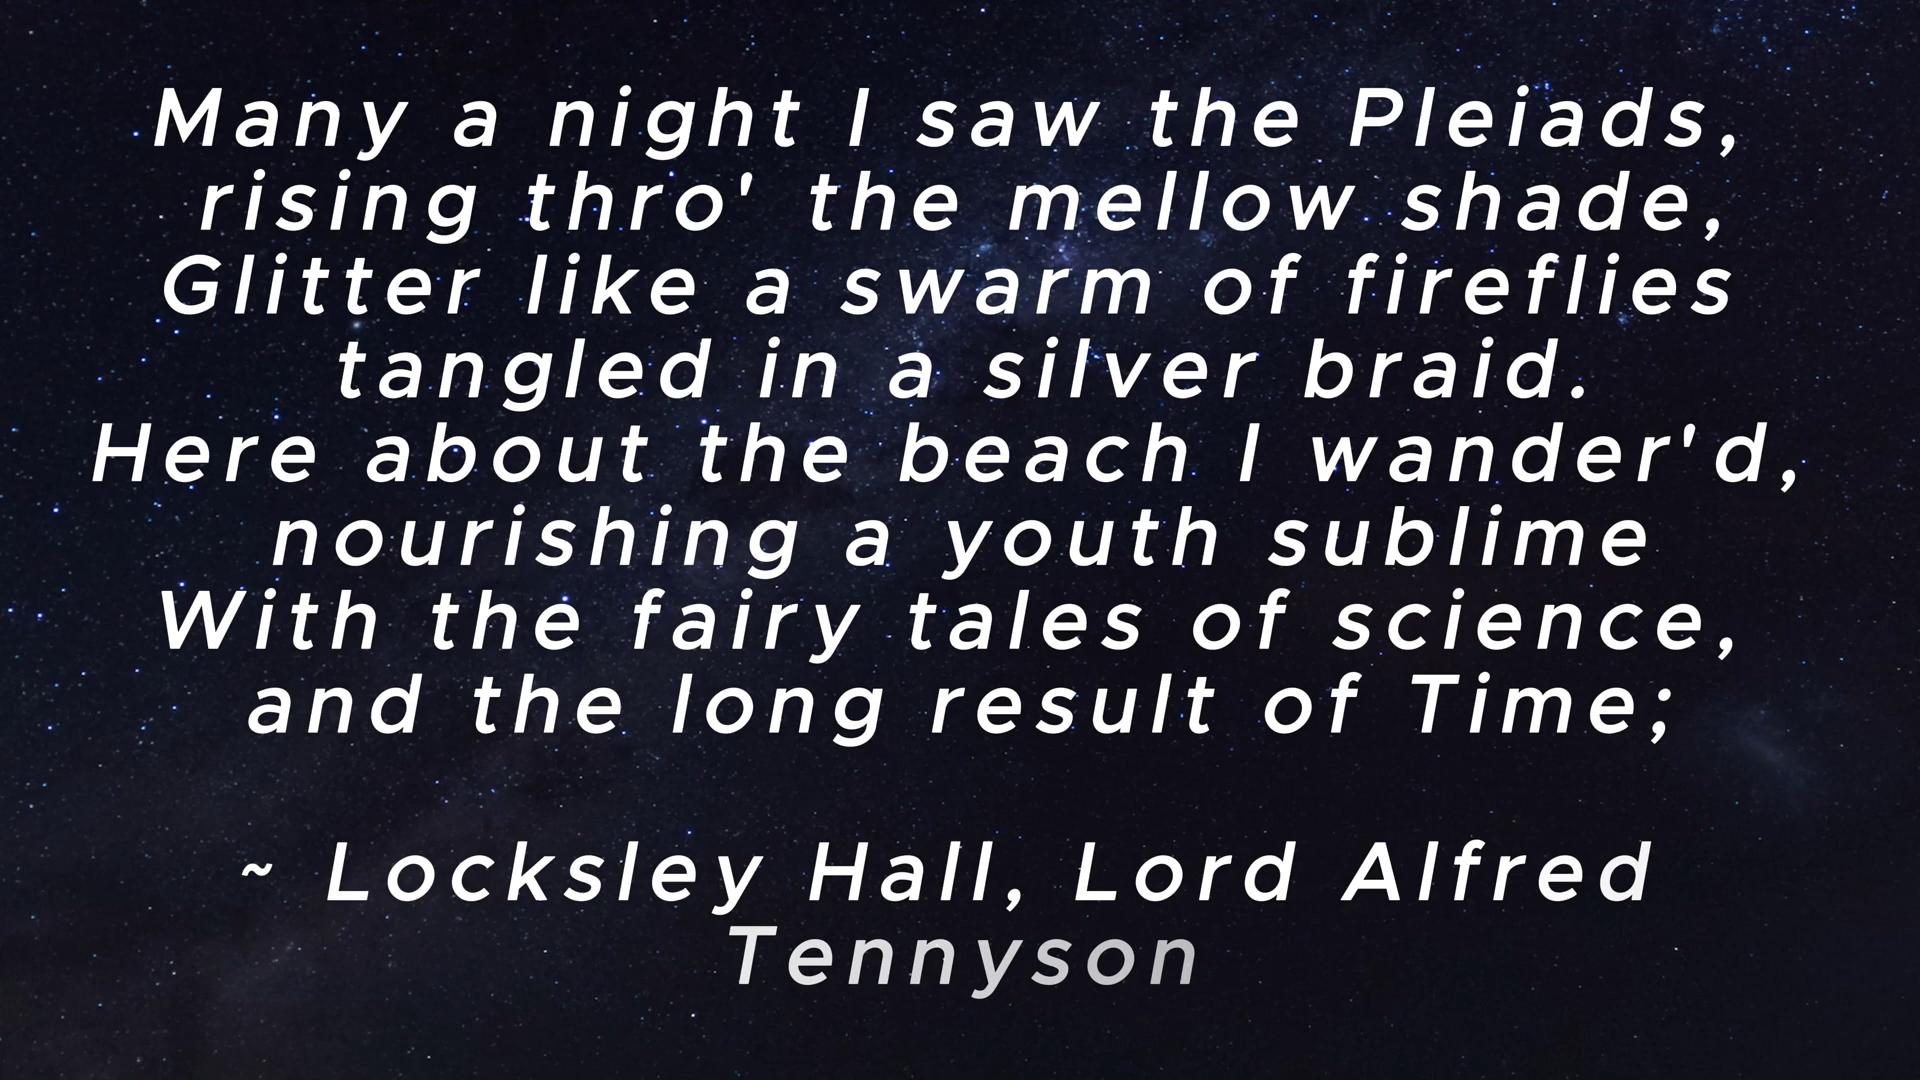 Many a night I saw the Pleiads,
rising thro' the mellow shade,
Glitter like a swarm of fireflies
tangled in a silver braid.
Here about the beach I wander'd,
nourishing a youth sublime
With the fairy tales of science,
and the long result of Time;
~ Locksley Hall, Lord Alfred
Tennyson